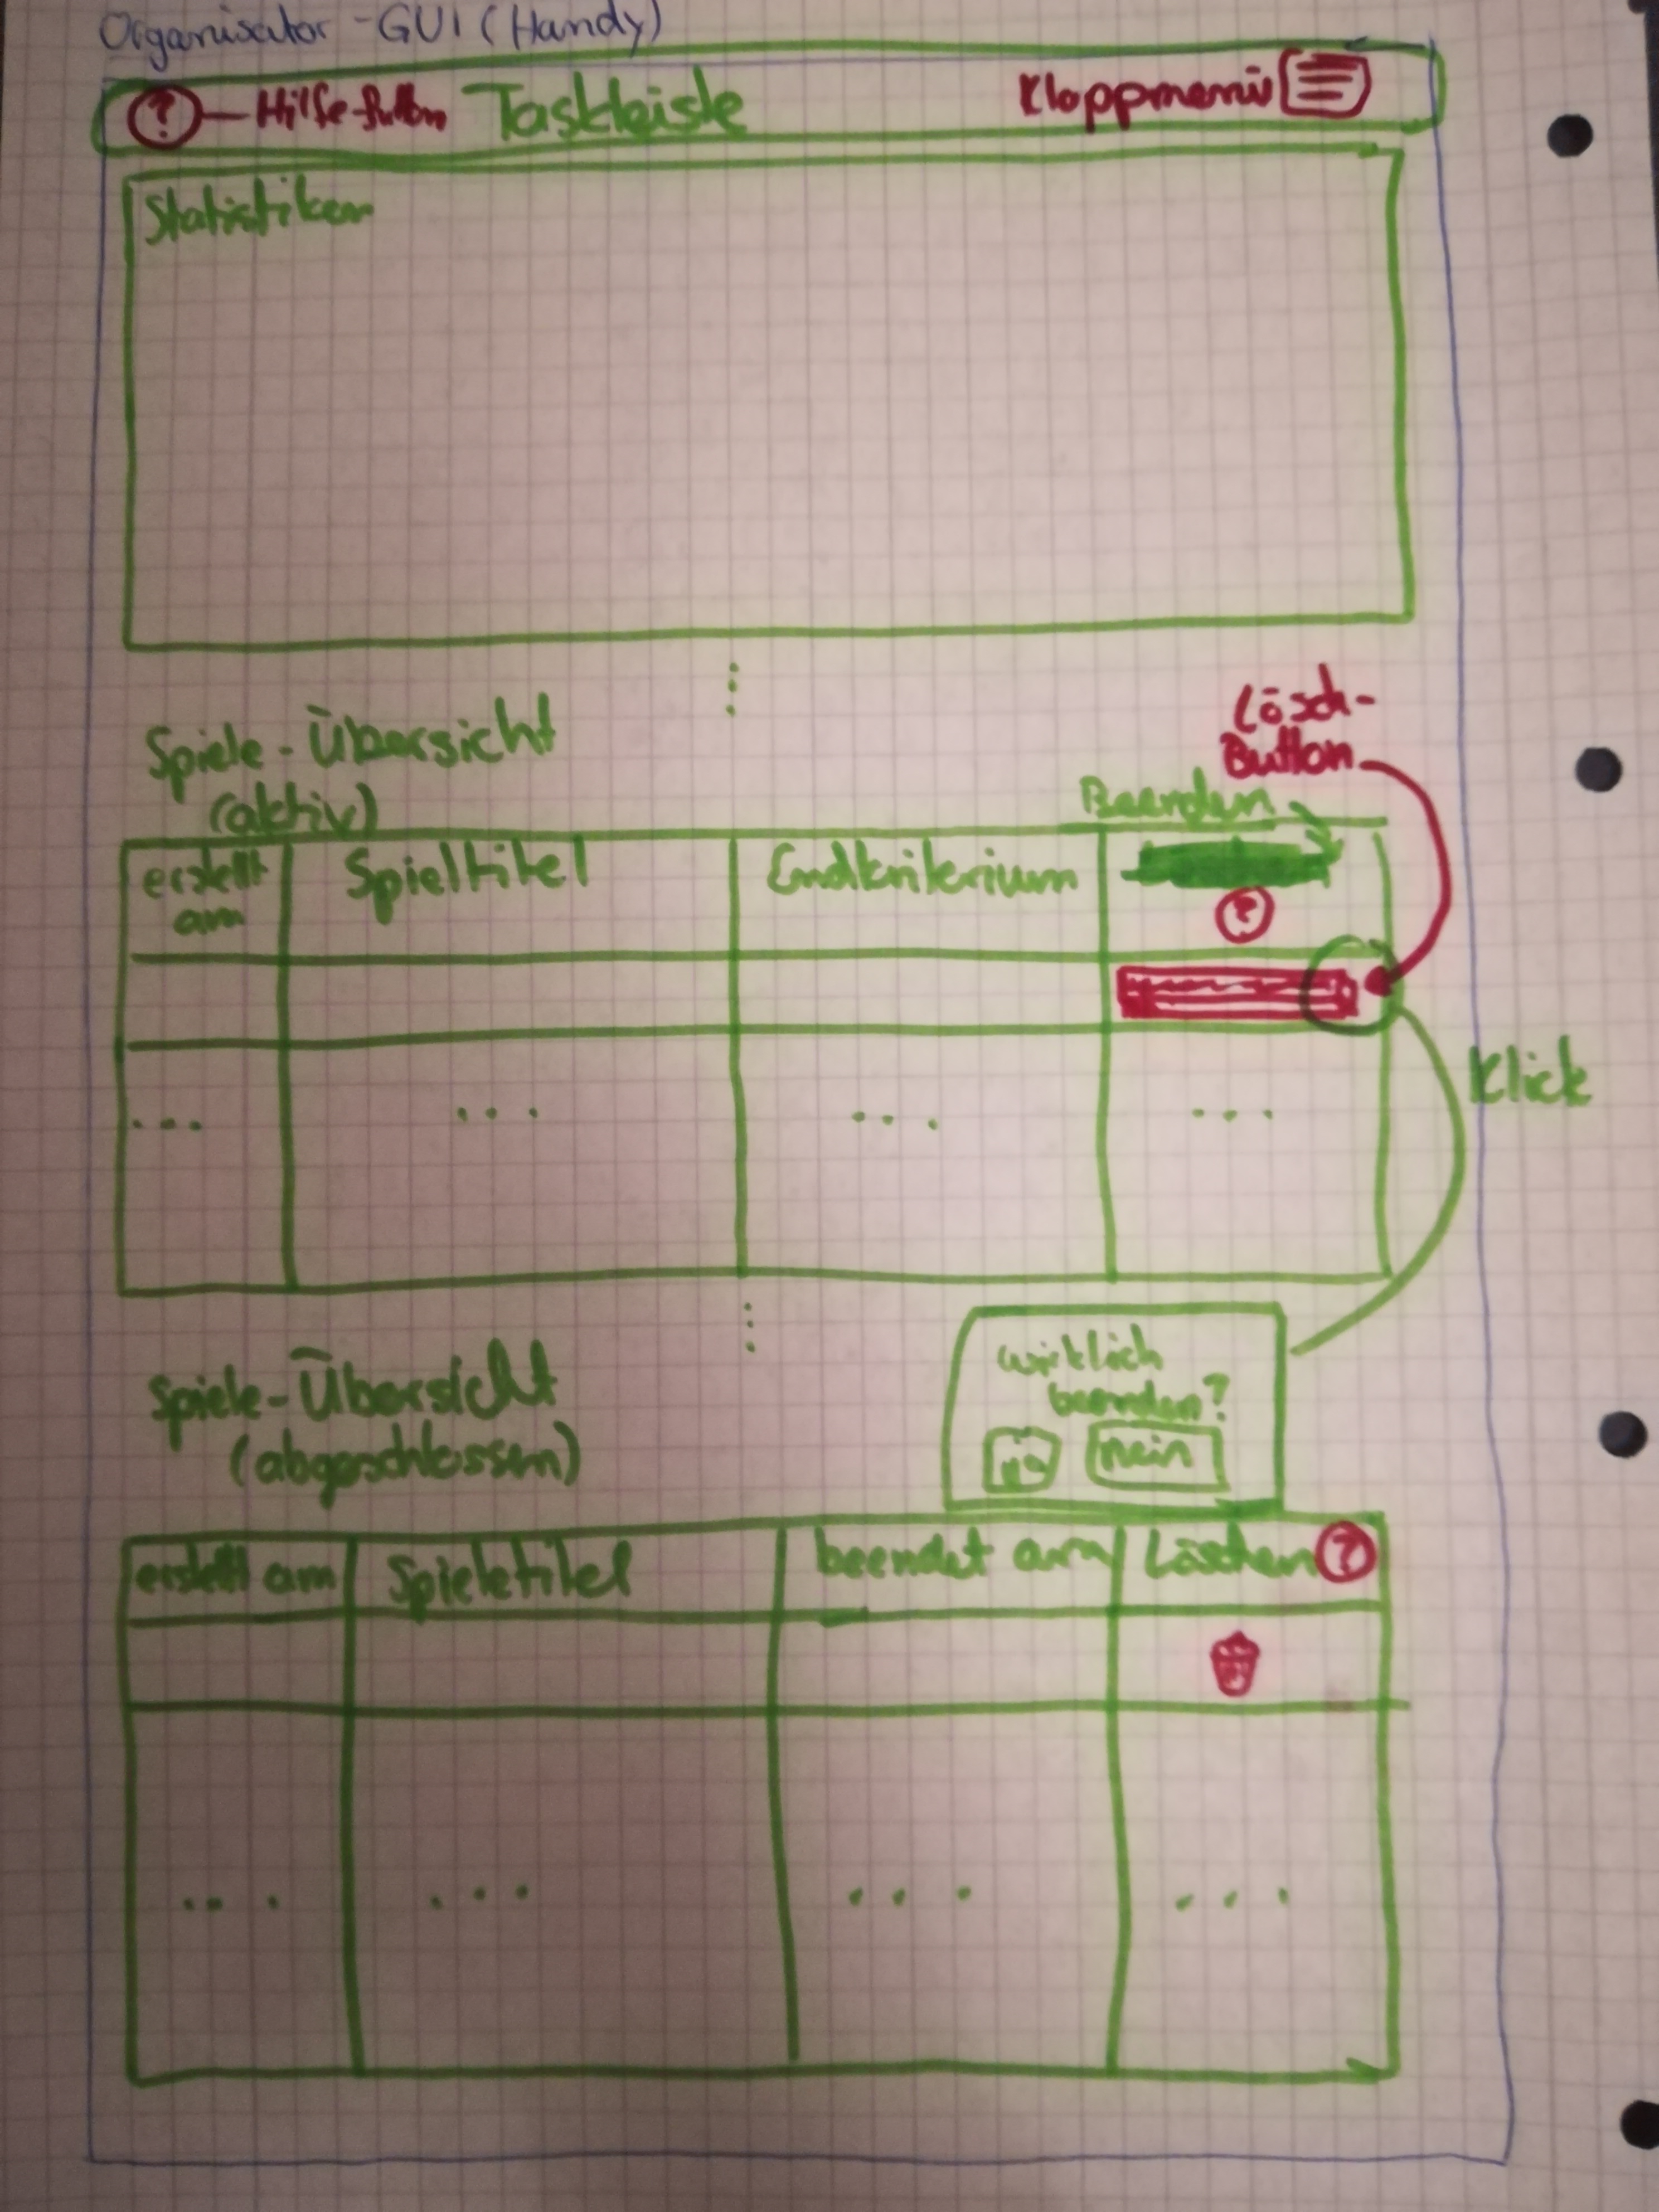 Organisator - GUI (Handy)
? Hilfe-Button Taskleiste Klappmenü
Statistiken
Spiele-Übersicht
(aktiv)
Lösch-
Button
Beenden
erstellt am
Spieltitel
Endkriterium
?
...
...
...
...
Klick
Spiele-Übersicht
(abgeschlossen)
wirklich
beenden?
ja nein
erstellt am Spieletitel beendet am Löschen ?
... ... ... ...